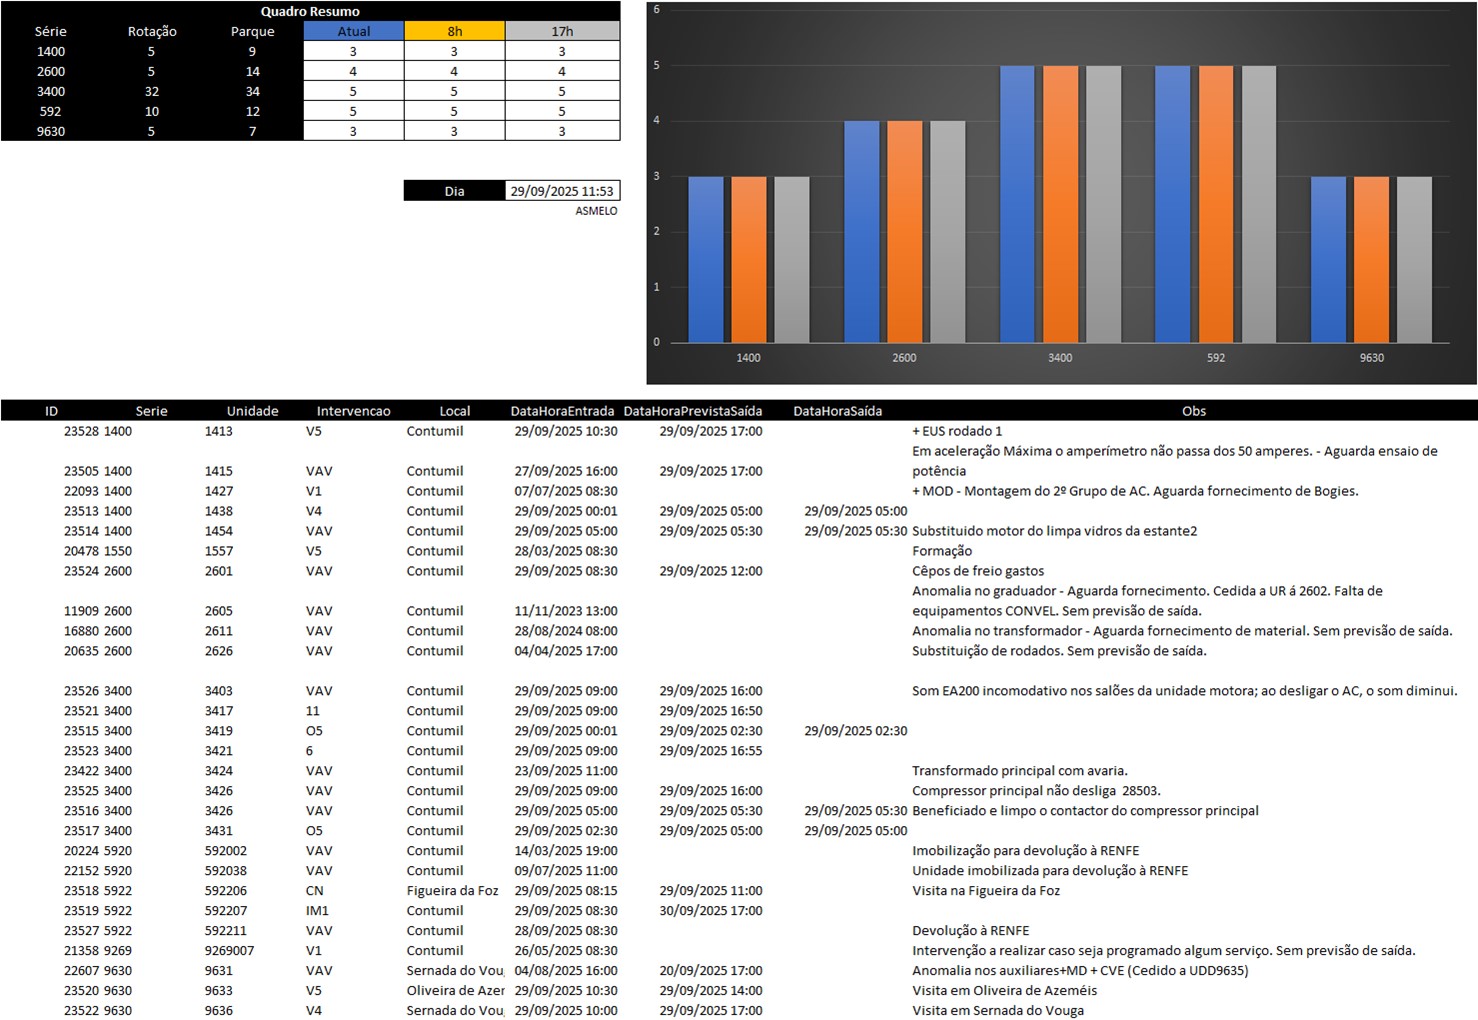 Quadro Resumo
Série Rotação Parque Atual 8h 17h
1400 5 9 3 3 3
2600 5 14 4 4 4
3400 32 34 5 5 5
592 10 12 5 5 5
9630 5 7 3 3 3
Dia 29/09/2025 11:53
ASMELO
6
5
4
3
2
1
0
1400 2600 3400 592 9630
ID Serie Unidade Intervencao Local DataHoraEntrada DataHoraPrevistaSaída DataHoraSaída Obs
23528 1400 1413 V5 Contumil 29/09/2025 10:30 29/09/2025 17:00 + EUS rodado 1
Em aceleração Máxima o amperímetro não passa dos 50 amperes. - Aguarda ensaio de
23505 1400 1415 VAV Contumil 27/09/2025 16:00 29/09/2025 17:00 potência
22093 1400 1427 V1 Contumil 07/07/2025 08:30 + MOD - Montagem do 2º Grupo de AC. Aguarda fornecimento de Bogies.
23513 1400 1438 V4 Contumil 29/09/2025 00:01 29/09/2025 05:00 29/09/2025 05:00
23514 1400 1454 VAV Contumil 29/09/2025 05:00 29/09/2025 05:30 29/09/2025 05:30 Substituido motor do limpa vidros da estante2
20478 1550 1557 V5 Contumil 28/03/2025 08:30 Formação
23524 2600 2601 VAV Contumil 29/09/2025 08:30 29/09/2025 12:00 Cêpos de freio gastos
Anomalia no graduador - Aguarda fornecimento. Cedida a UR á 2602. Falta de
11909 2600 2605 VAV Contumil 11/11/2023 13:00 equipamentos CONVEL. Sem previsão de saída.
16880 2600 2611 VAV Contumil 28/08/2024 08:00 Anomalia no transformador - Aguarda fornecimento de material. Sem previsão de saída.
20635 2600 2626 VAV Contumil 04/04/2025 17:00 Substituição de rodados. Sem previsão de saída.
23526 3400 3403 VAV Contumil 29/09/2025 09:00 29/09/2025 16:00 Som EA200 incomodativo nos salões da unidade motora; ao desligar o AC, o som diminui.
23521 3400 3417 11 Contumil 29/09/2025 09:00 29/09/2025 16:50
23515 3400 3419 O5 Contumil 29/09/2025 00:01 29/09/2025 02:30 29/09/2025 02:30
23523 3400 3421 6 Contumil 29/09/2025 09:00 29/09/2025 16:55
23422 3400 3424 VAV Contumil 23/09/2025 11:00 Transformado principal com avaria.
23525 3400 3426 VAV Contumil 29/09/2025 09:00 29/09/2025 16:00 Compressor principal não desliga 28503.
23516 3400 3426 VAV Contumil 29/09/2025 05:00 29/09/2025 05:30 29/09/2025 05:30 Beneficiado e limpo o contactor do compressor principal
23517 3400 3431 O5 Contumil 29/09/2025 02:30 29/09/2025 05:00 29/09/2025 05:00
20224 5920 592002 VAV Contumil 14/03/2025 19:00 Imobilização para devolução à RENFE
22152 5920 592038 VAV Contumil 09/07/2025 11:00 Unidade imobilizada para devolução à RENFE
23518 5922 592206 CN Figueira da Foz 29/09/2025 08:15 29/09/2025 11:00 Visita na Figueira da Foz
23519 5922 592207 IM1 Contumil 29/09/2025 08:30 30/09/2025 17:00
23527 5922 592211 VAV Contumil 28/09/2025 08:30 Devolução à RENFE
21358 9269 9269007 V1 Contumil 26/05/2025 08:30 Intervenção a realizar caso seja programado algum serviço. Sem previsão de saída.
22607 9630 9631 VAV Sernada do Vou 04/08/2025 16:00 20/09/2025 17:00 Anomalia nos auxiliares+MD + CVE (Cedido a UDD9635)
23520 9630 9633 V5 Oliveira de Azer 29/09/2025 10:30 29/09/2025 14:00 Visita em Oliveira de Azeméis
23522 9630 9636 V4 Sernada do Vou 29/09/2025 10:00 29/09/2025 17:00 Visita em Sernada do Vouga